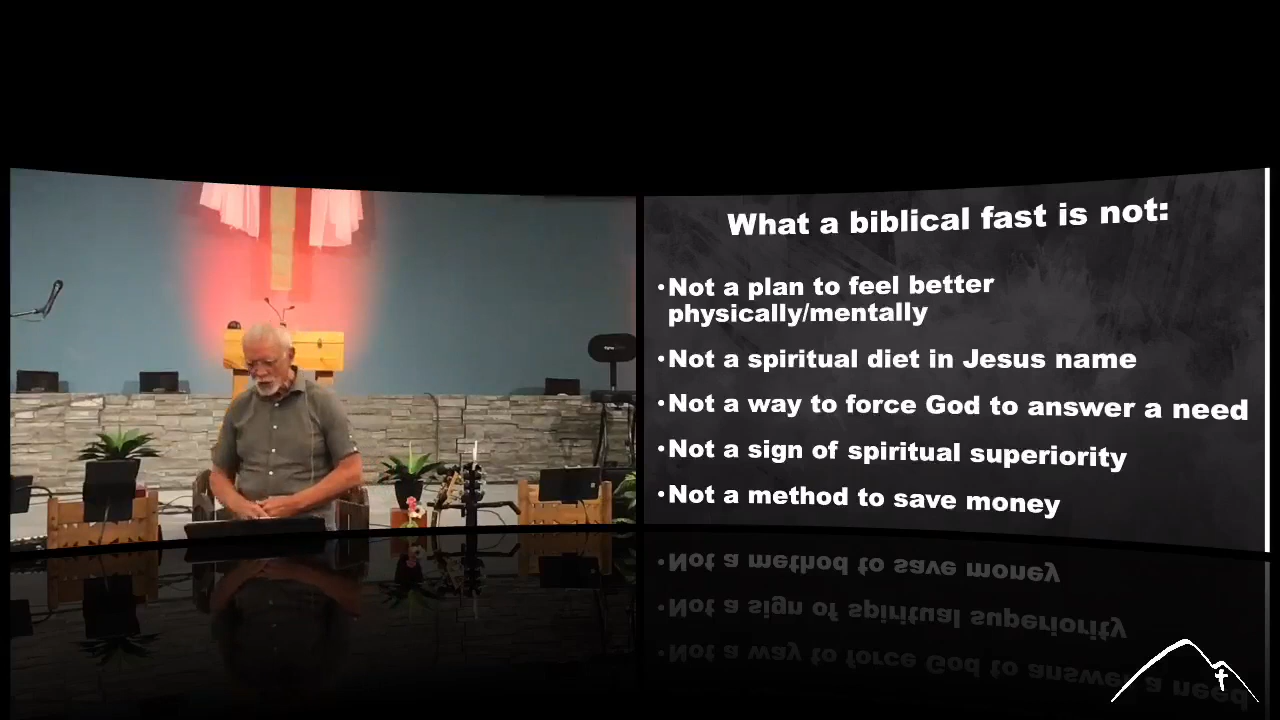 What a biblical fast is not:
•Not a plan to feel better
physically/mentally
•Not a spiritual diet in Jesus name
•Not a way to force God to answer a need
•Not a sign of spiritual superiority
•Not a method to save money